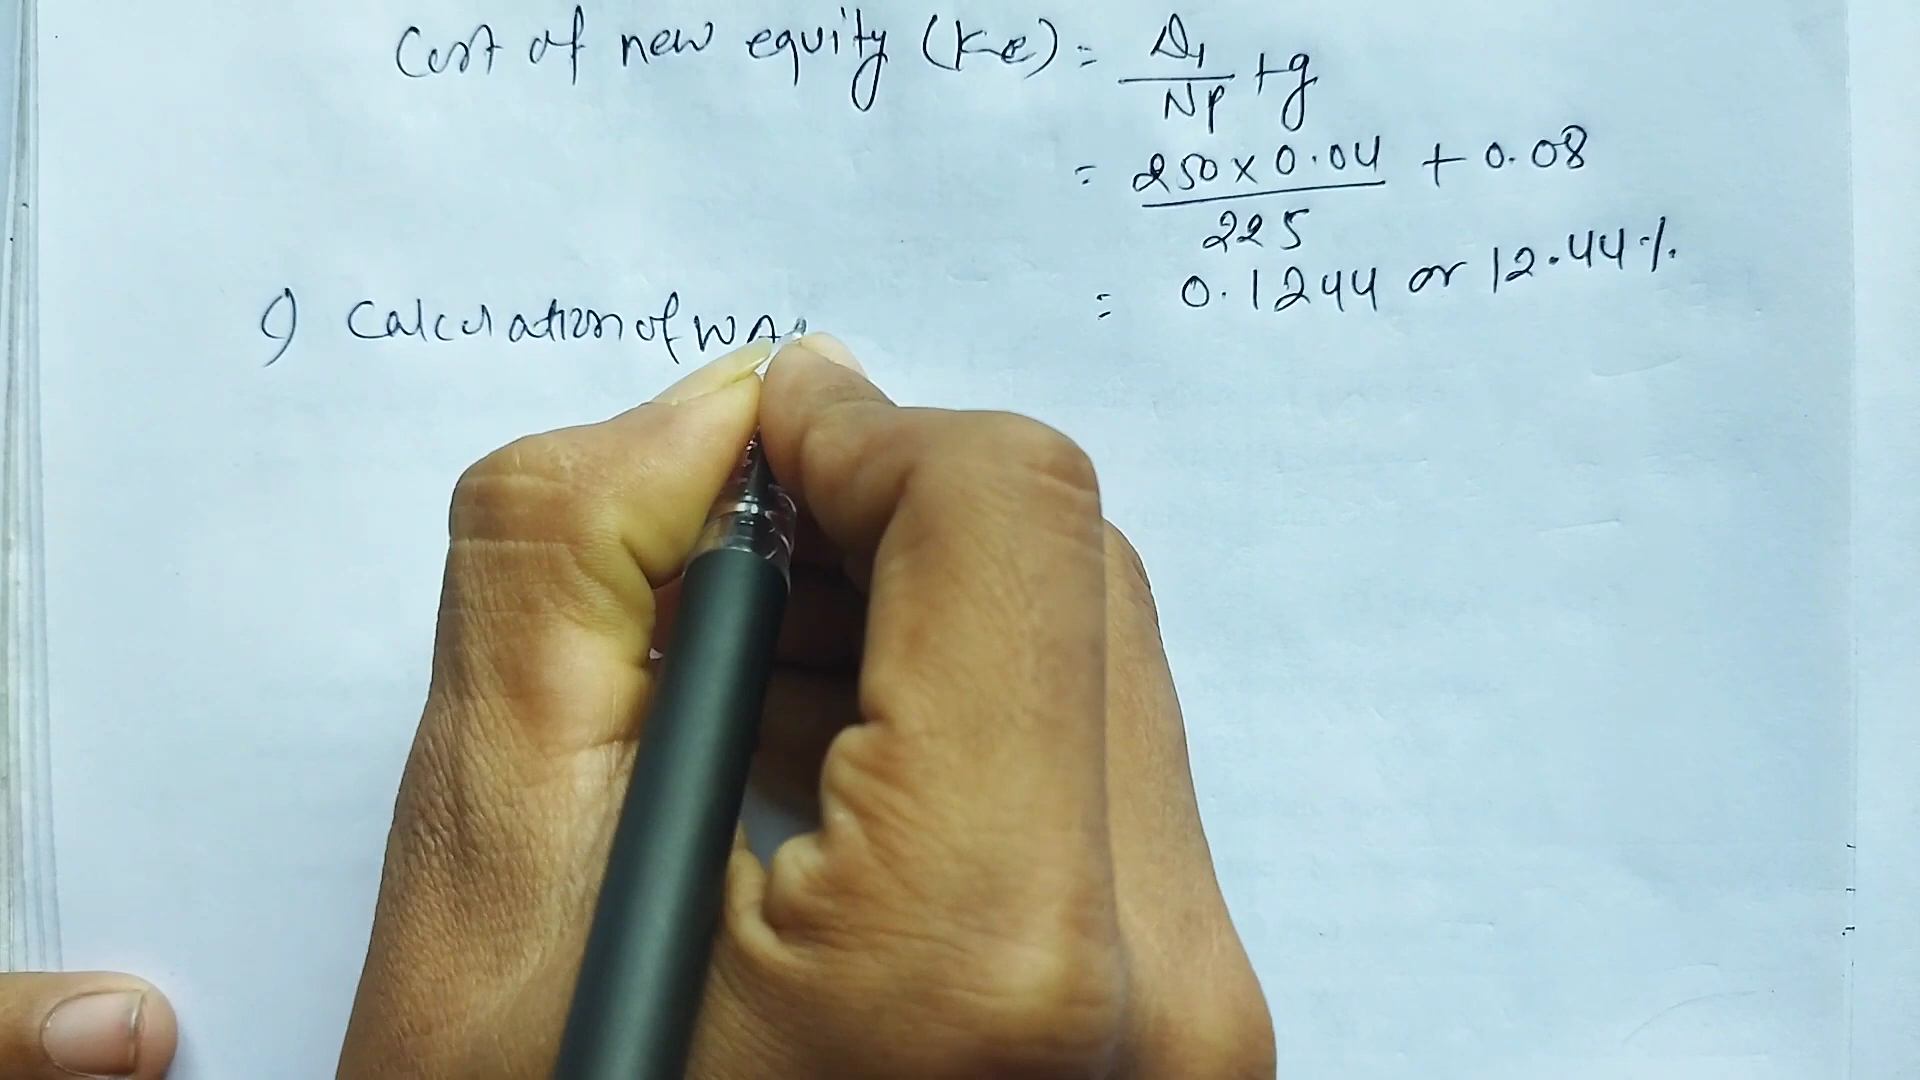 Cost of new equity (Ke) = D1/NP + g
= 250 x 0.04/225 + 0.08
= 0.1244 or 12.44%
c) Calculation of WA